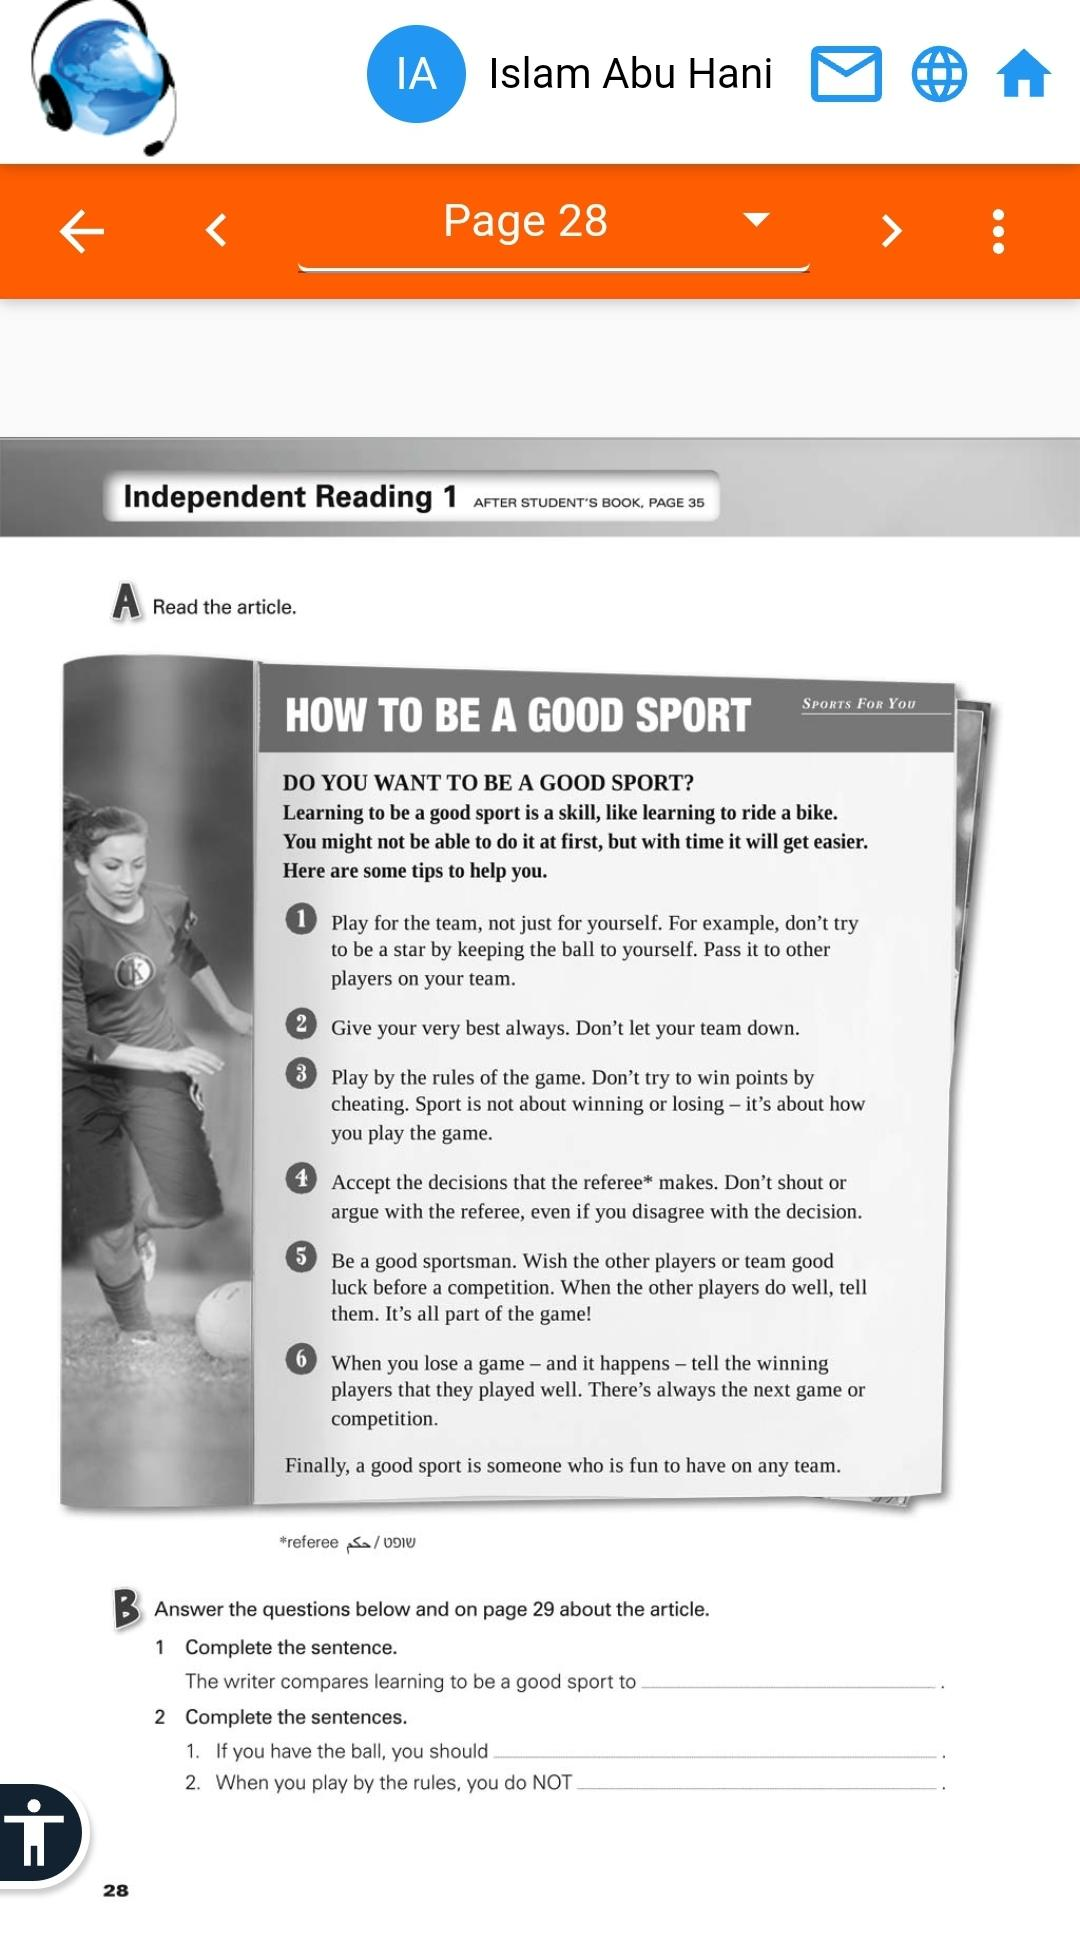 IA Islam Abu Hani
Page 28
Independent Reading 1 AFTER STUDENT'S BOOK, PAGE 35
A Read the article.
HOW TO BE A GOOD SPORT SPORTS FOR YOU
DO YOU WANT TO BE A GOOD SPORT?
Learning to be a good sport is a skill, like learning to ride a bike.
You might not be able to do it at first, but with time it will get easier.
Here are some tips to help you.
1 Play for the team, not just for yourself. For example, don't try
to be a star by keeping the ball to yourself. Pass it to other
players on your team.
2 Give your very best always. Don't let your team down.
3 Play by the rules of the game. Don't try to win points by
cheating. Sport is not about winning or losing – it's about how
you play the game.
4 Accept the decisions that the referee* makes. Don't shout or
argue with the referee, even if you disagree with the decision.
5 Be a good sportsman. Wish the other players or team good
luck before a competition. When the other players do well, tell
them. It's all part of the game!
6 When you lose a game – and it happens – tell the winning
players that they played well. There's always the next game or
competition.
Finally, a good sport is someone who is fun to have on any team.
*referee حكم / שופט
B Answer the questions below and on page 29 about the article.
1 Complete the sentence.
The writer compares learning to be a good sport to .
2 Complete the sentences.
1. If you have the ball, you should .
2. When you play by the rules, you do NOT .
28